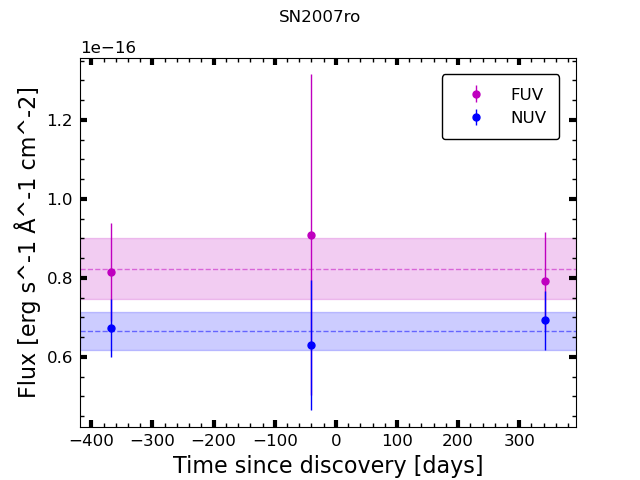 SN2007ro
1e−16
FUV
NUV
1.2
1.0
0.8
0.6
Flux [erg s^-1 Å^-1 cm^-2]
−400 −300 −200 −100 0 100 200 300
Time since discovery [days]